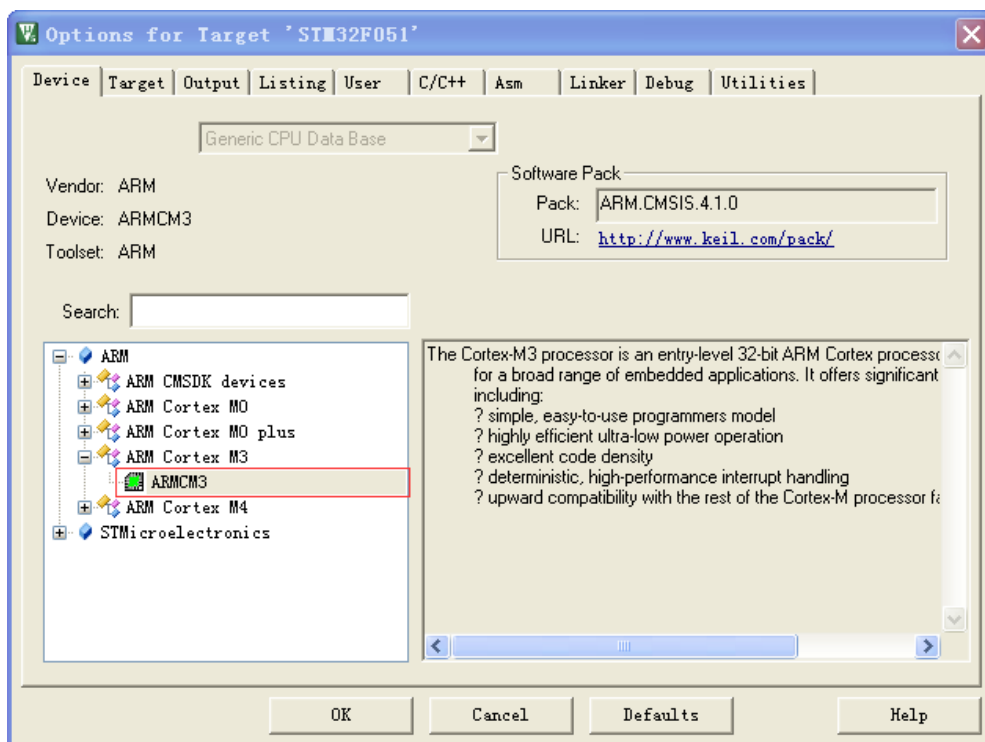 Options for Target 'STM32F051'
Device Target Output Listing User C/C++ Asm Linker Debug Utilities
Generic CPU Data Base
Vendor: ARM
Device: ARMCM3
Toolset: ARM
Software Pack
Pack: ARM.CMSIS.4.1.0
URL: http://www.keil.com/pack/
Search:
ARM
ARM CMSDK devices
ARM Cortex M0
ARM Cortex M0 plus
ARM Cortex M3
ARMCM3
ARM Cortex M4
STMicroelectronics
The Cortex-M3 processor is an entry-level 32-bit ARM Cortex process
for a broad range of embedded applications. It offers significant
including:
? simple, easy-to-use programmers model
? highly efficient ultra-low power operation
? excellent code density
? deterministic, high-performance interrupt handling
? upward compatibility with the rest of the Cortex-M processor fa
OK Cancel Defaults Help